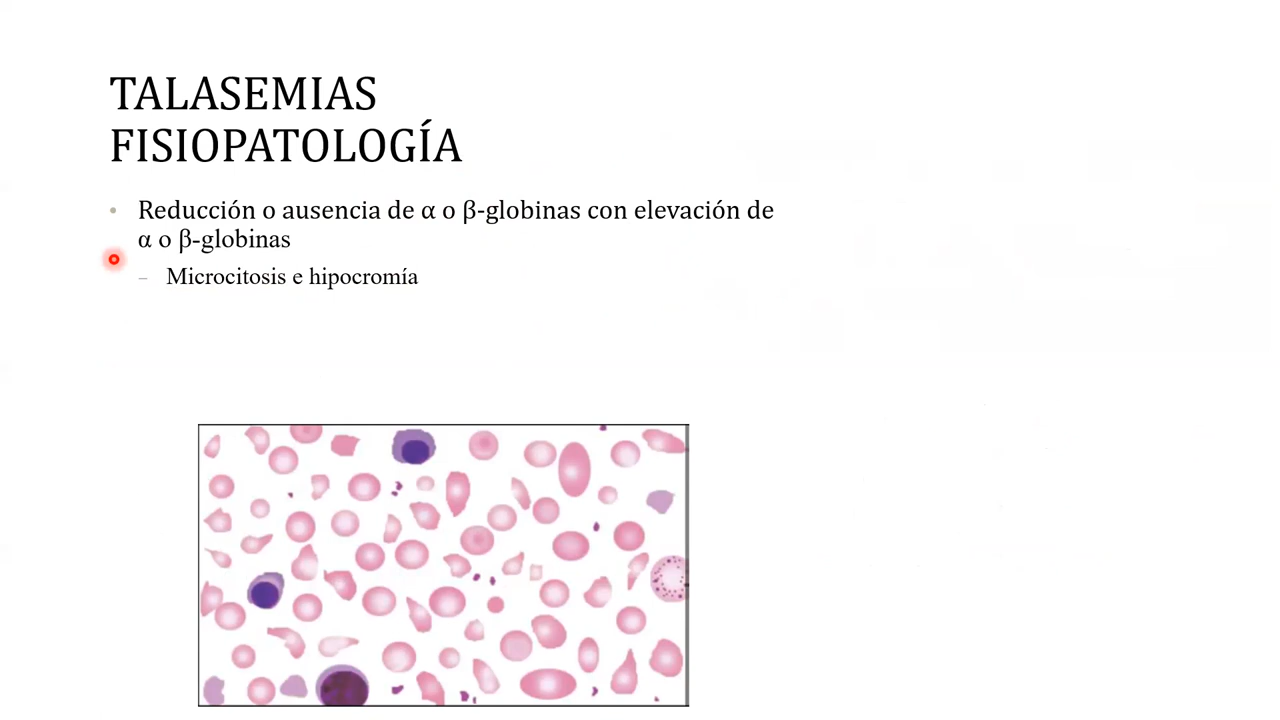 TALASEMIAS
FISIOPATOLOGÍA
• Reducción o ausencia de α o β-globinas con elevación de
α o β-globinas
– Microcitosis e hipocromía